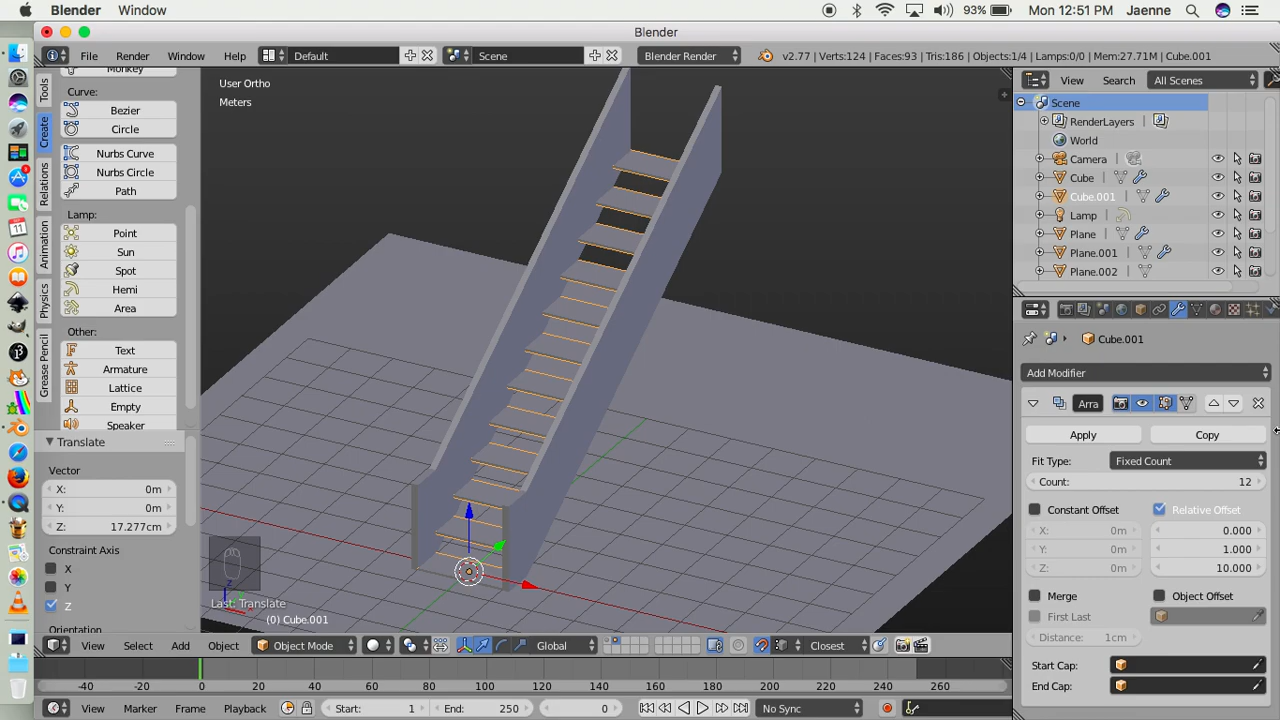 Blender Window 93% Mon 12:51 PM Jaenne
Blender
File Render Window Help Default Scene Blender Render v2.77 | Verts:124 | Faces:93 | Tris:186 | Objects:1/4 | Lamps:0/0 | Mem:27.71M | Cube.001
Tools
Create
Relations
Animation
Physics
Grease Pencil
Monkey
Curve:
Bezier
Circle
Nurbs Curve
Nurbs Circle
Path
Lamp:
Point
Sun
Spot
Hemi
Area
Other:
Text
Armature
Lattice
Empty
Speaker
Translate
Vector
X: 0m
Y: 0m
Z: 17.277cm
Constraint Axis
X
Y
Z
Orientation
User Ortho
Meters
z
Last: Translate
(0) Cube.001
View Select Add Object Object Mode Global Closest
-40 -20 0 20 40 60 80 100 120 140 160 180 200 220 240 260
View Marker Frame Playback Start: 1 End: 250 0 No Sync
View Search All Scenes
Scene
RenderLayers
World
Camera
Cube
Cube.001
Lamp
Plane
Plane.001
Plane.002
Cube.001
Add Modifier
Arra
Apply Copy
Fit Type: Fixed Count
Count: 12
Constant Offset Relative Offset
X: 0m 0.000
Y: 0m 1.000
Z: 0m 10.000
Merge Object Offset
First Last
Distance: 1cm
Start Cap:
End Cap: